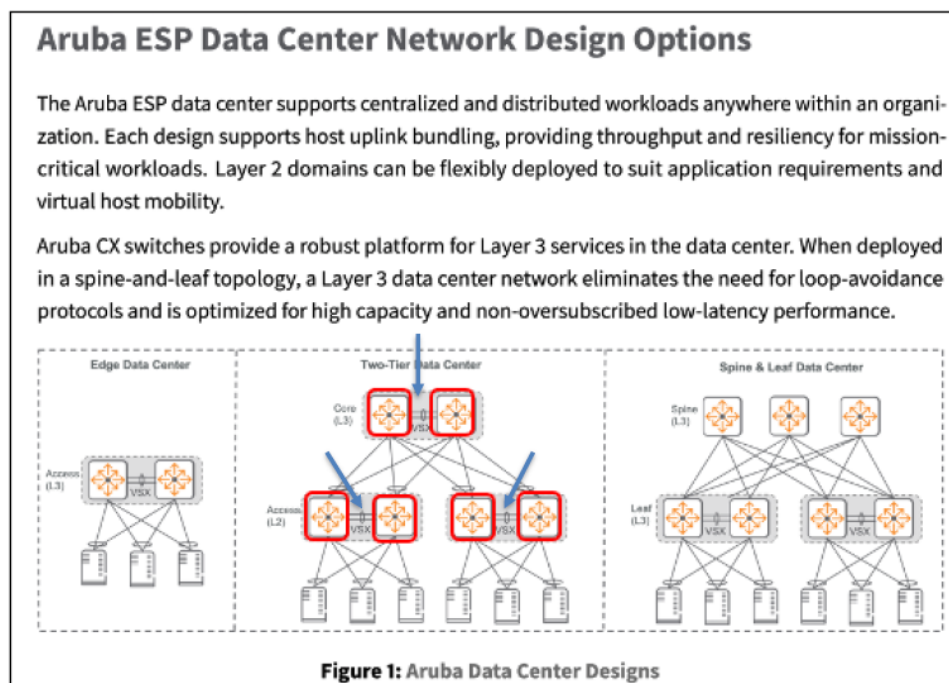 Aruba ESP Data Center Network Design Options
The Aruba ESP data center supports centralized and distributed workloads anywhere within an organi-
zation. Each design supports host uplink bundling, providing throughput and resiliency for mission-
critical workloads. Layer 2 domains can be flexibly deployed to suit application requirements and
virtual host mobility.
Aruba CX switches provide a robust platform for Layer 3 services in the data center. When deployed
in a spine-and-leaf topology, a Layer 3 data center network eliminates the need for loop-avoidance
protocols and is optimized for high capacity and non-oversubscribed low-latency performance.
Edge Data Center
Access
(L3)
VSX
Two-Tier Data Center
Core
(L3)
VSX
Access
(L2)
VSX
VSX
Spine & Leaf Data Center
Spine
(L3)
Leaf
(L3)
VSX
VSX
Figure 1: Aruba Data Center Designs